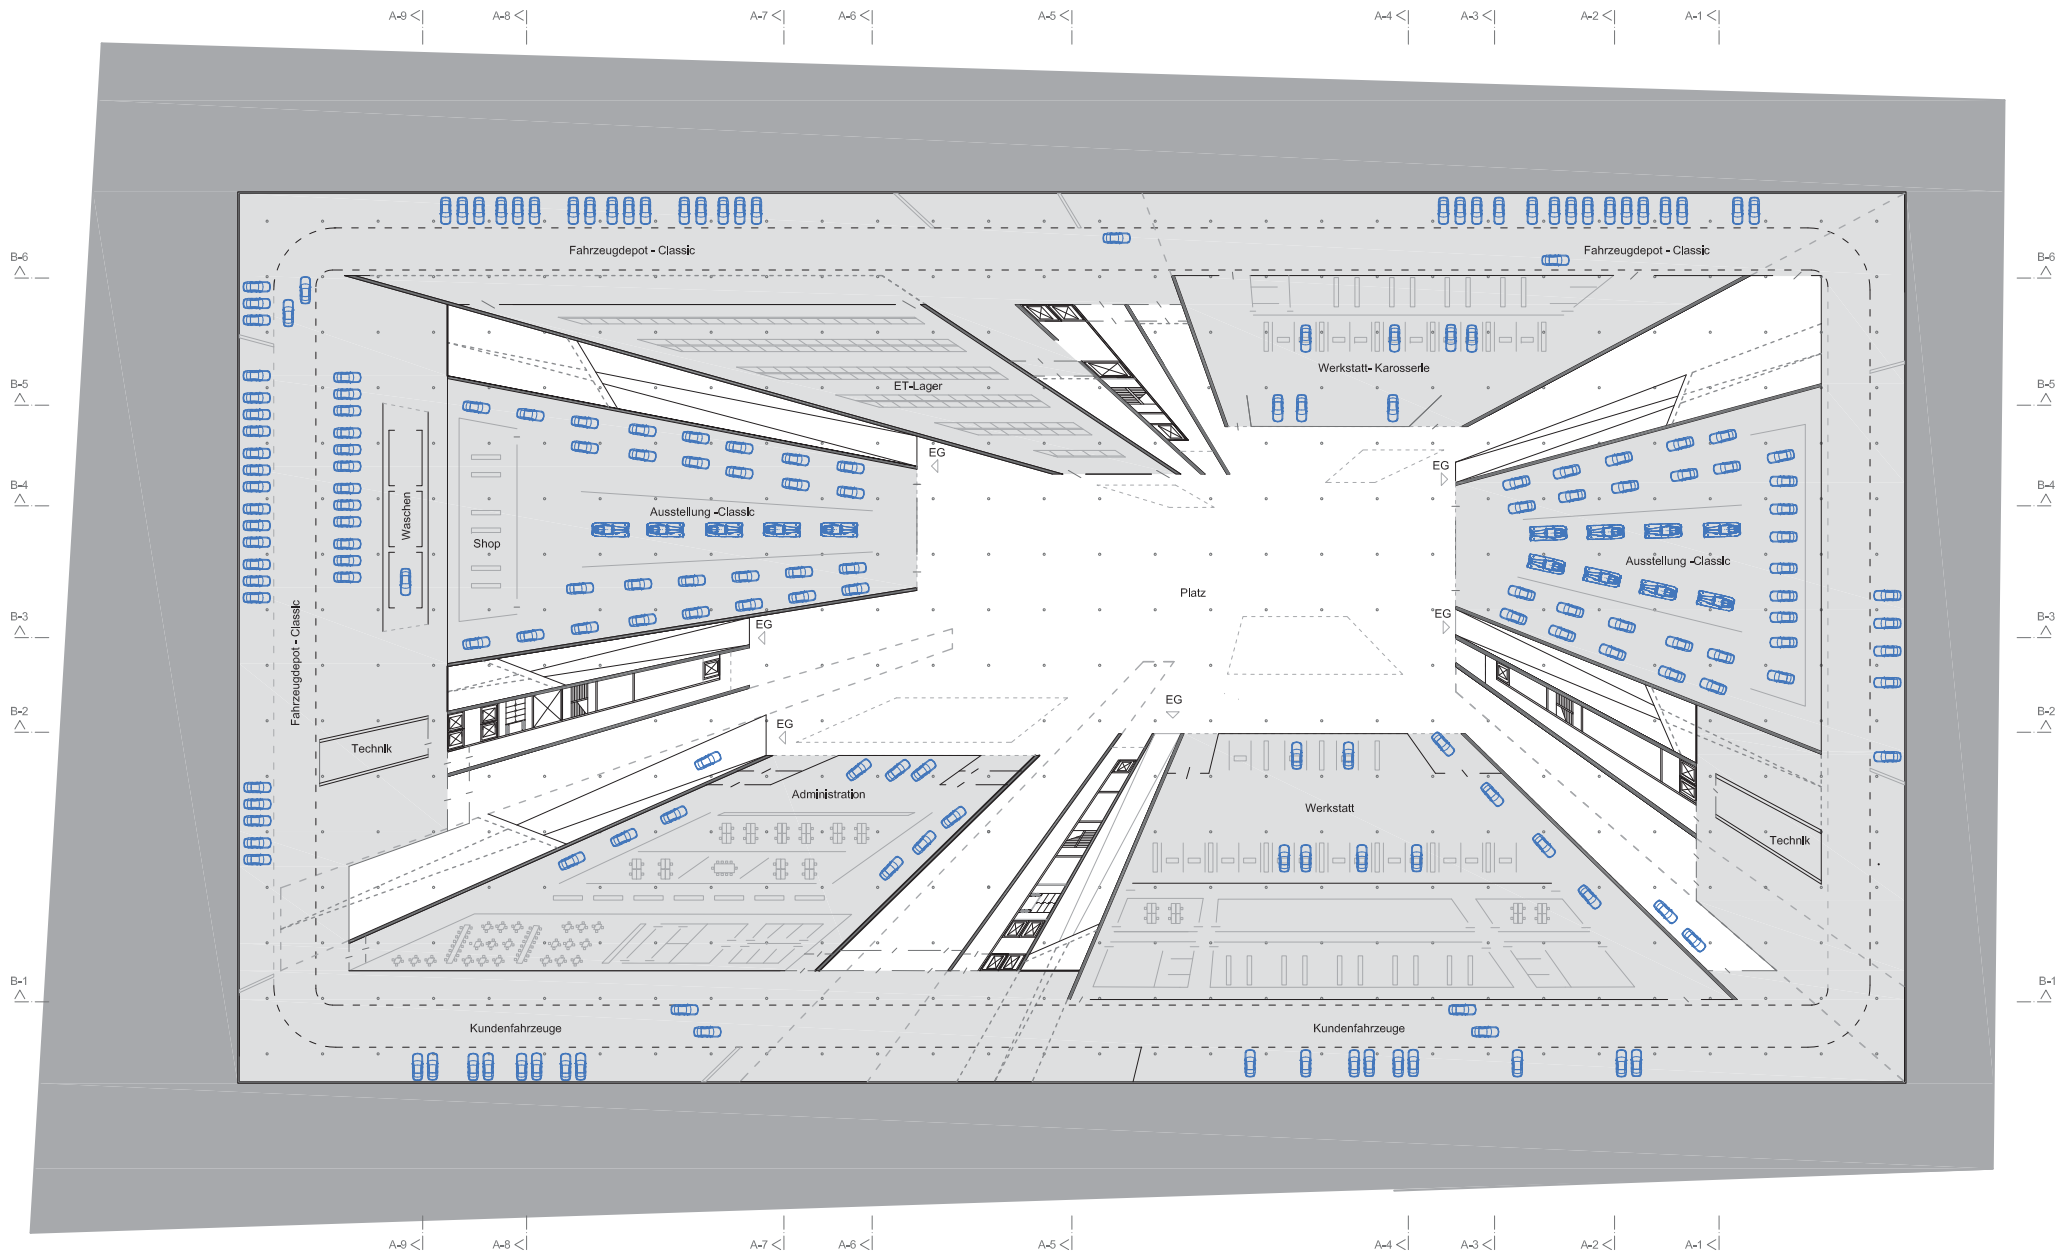 A-9 A-8 A-7 A-6 A-5 A-4 A-3 A-2 A-1
B-6 Fahrzeugdepot - Classic Fahrzeugdepot - Classic B-6
Werkstatt- Karosserie
B-5 ET-Lager B-5
EG EG
B-4 Waschen Ausstellung -Classic B-4
Shop
Ausstellung -Classic
Platz
B-3 Fahrzeugdepot - Classic EG EG B-3
B-2 EG EG B-2
Technik
Administration
Werkstatt
Technik
B-1 B-1
Kundenfahrzeuge Kundenfahrzeuge
A-9 A-8 A-7 A-6 A-5 A-4 A-3 A-2 A-1